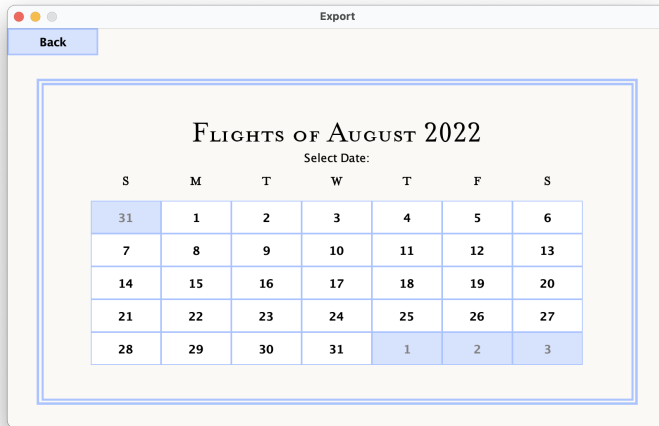 Export
Back
Flights of August 2022
Select Date:
S M T W T F S
31 1 2 3 4 5 6
7 8 9 10 11 12 13
14 15 16 17 18 19 20
21 22 23 24 25 26 27
28 29 30 31 1 2 3